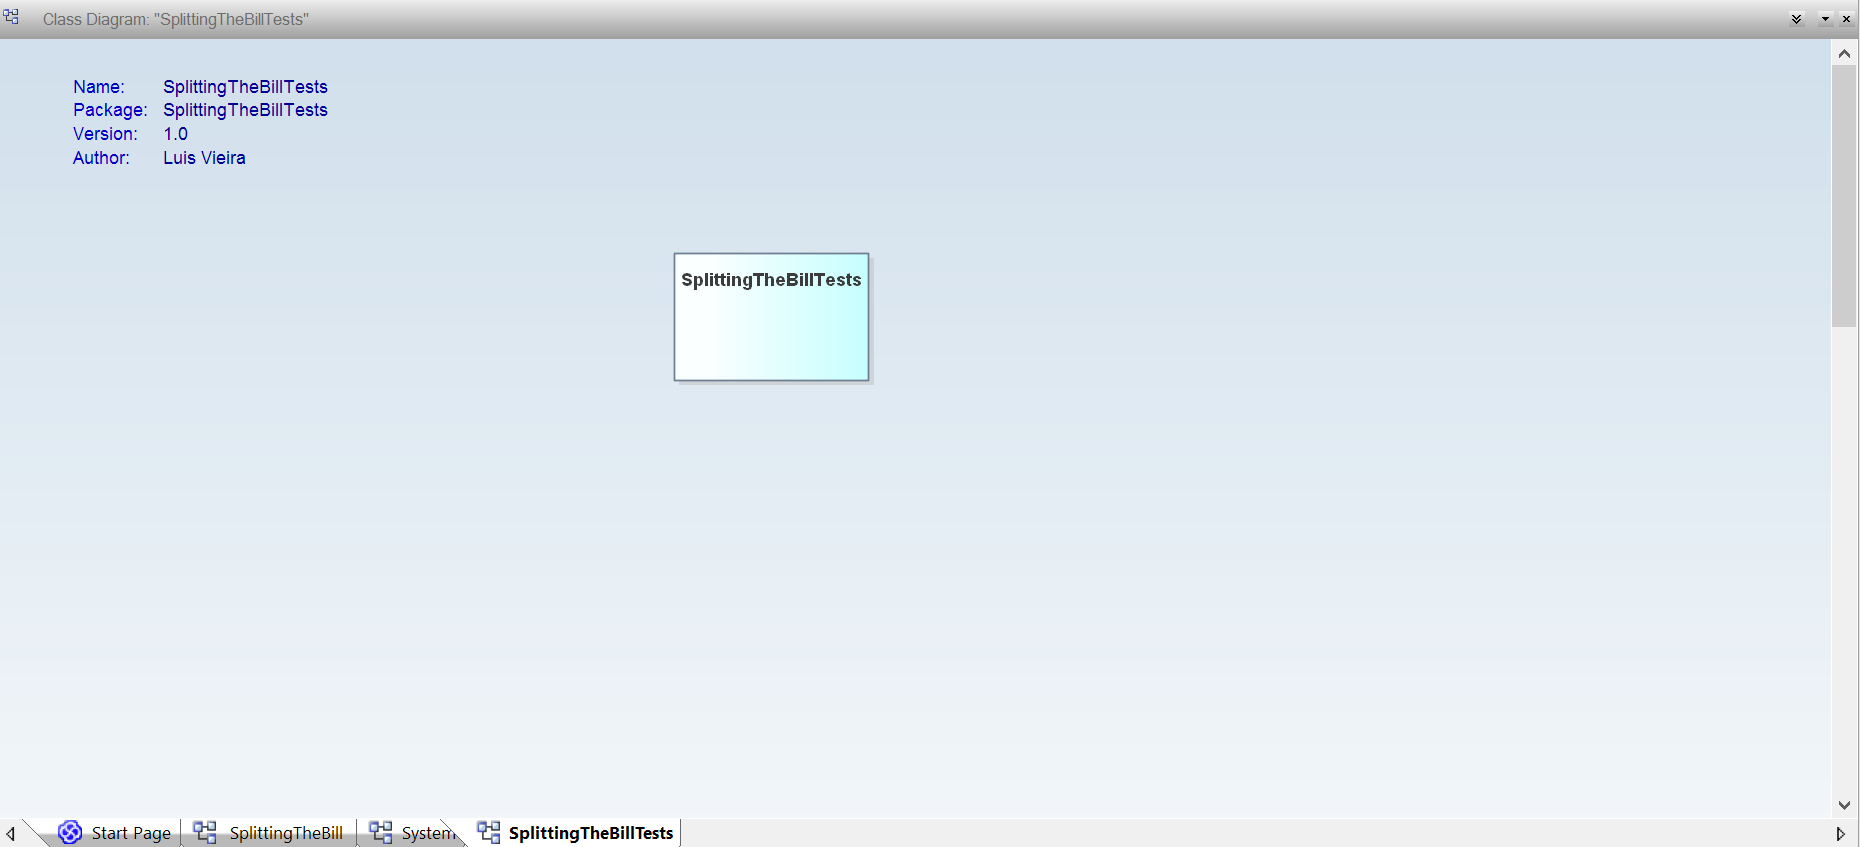 Class Diagram: "SplittingTheBillTests"
Name: SplittingTheBillTests
Package: SplittingTheBillTests
Version: 1.0
Author: Luis Vieira
SplittingTheBillTests
Start Page SplittingTheBill System SplittingTheBillTests